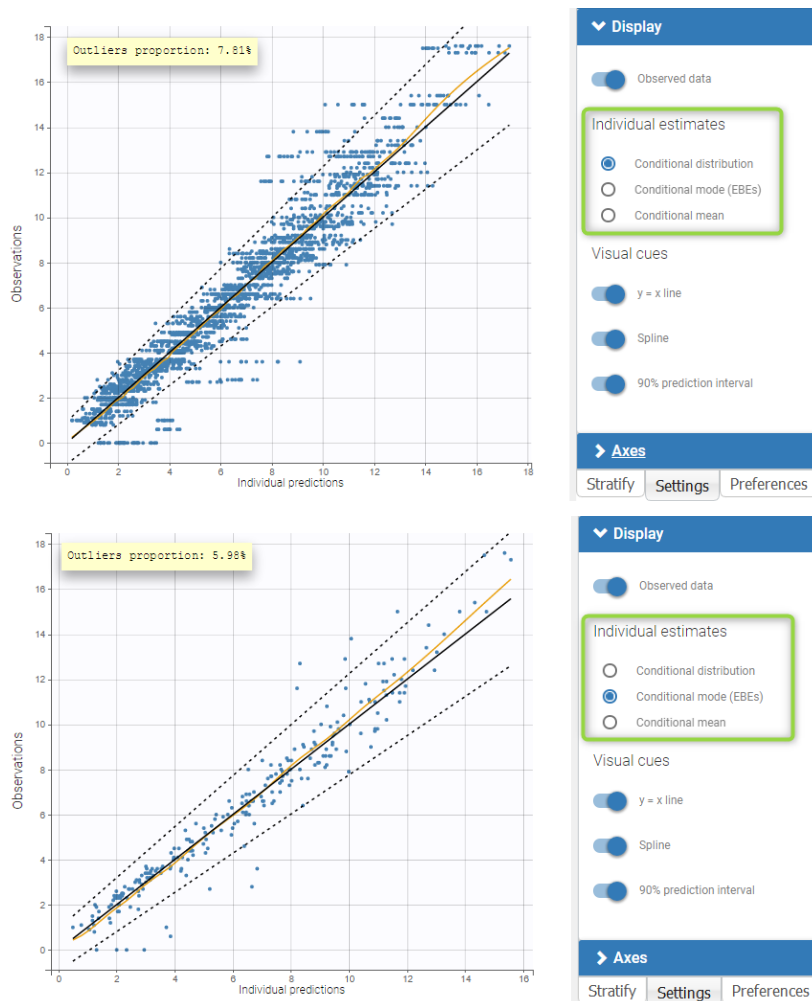 Outliers proportion: 7.81%
18
16
14
12
10
8
6
4
2
0
Observations
0 2 4 6 8 10 12 14 16 18
Individual predictions
Display
Observed data
Individual estimates
Conditional distribution
Conditional mode (EBEs)
Conditional mean
Visual cues
y = x line
Spline
90% prediction interval
Axes
Stratify Settings Preferences
Outliers proportion: 5.98%
18
16
14
12
10
8
6
4
2
0
Observations
0 2 4 6 8 10 12 14 16
Individual predictions
Display
Observed data
Individual estimates
Conditional distribution
Conditional mode (EBEs)
Conditional mean
Visual cues
y = x line
Spline
90% prediction interval
Axes
Stratify Settings Preferences